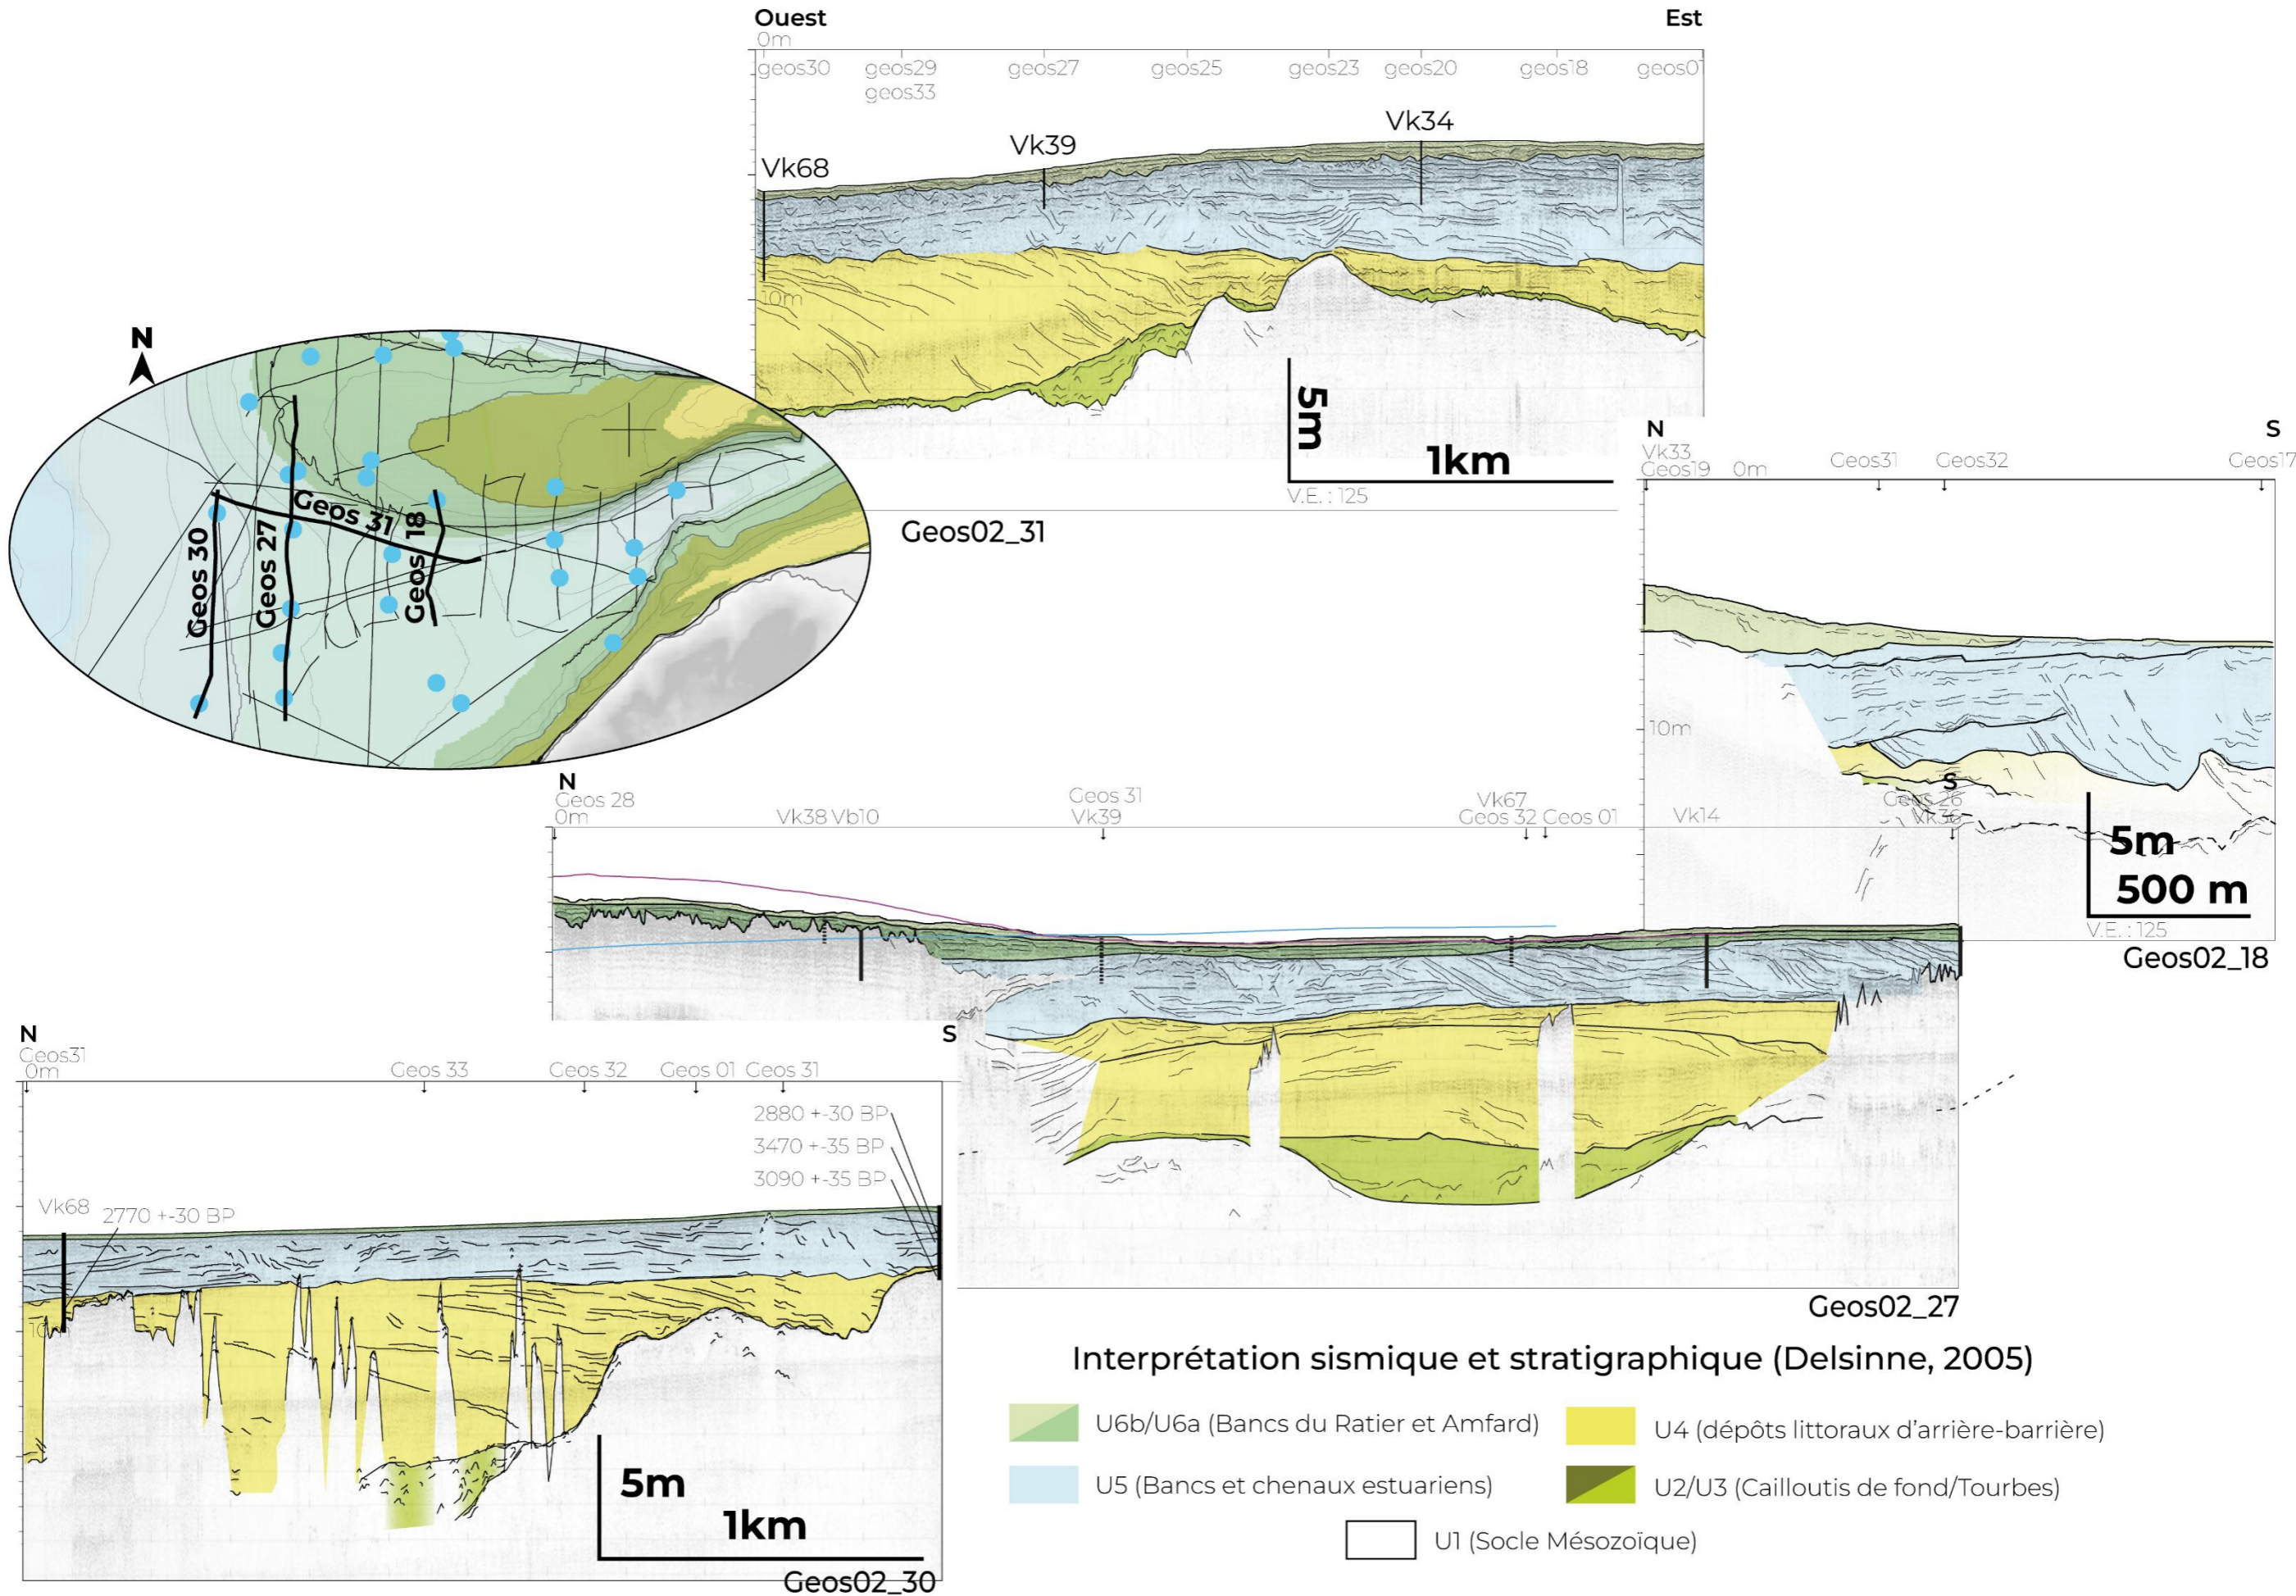 Ouest Est
0m
geos30 geos29 geos27 geos25 geos23 geos20 geos18 geos01
geos33
Vk68 Vk39 Vk34
10m
5m
1km
V.E. : 125
Geos02_31
N
Geos 30
Geos 27
Geos 31
Geos 18
N S
Vk33
Geos19 0m Geos31 Geos32 Geos17
10m
5m
500 m
V.E. : 125
Geos02_18
N S
Geos 28 Geos 31 Vk67 Geos 26
0m Vk38 Vb10 Vk39 Geos 32 Geos 01 Vk14 Vk36
Geos02_27
N S
Geos31
0m Geos 33 Geos 32 Geos 01 Geos 31
2880 +-30 BP
3470 +-35 BP
3090 +-35 BP
Vk68
2770 +-30 BP
10m
5m
1km
Geos02_30
Interprétation sismique et stratigraphique (Delsinne, 2005)
U6b/U6a (Bancs du Ratier et Amfard)
U4 (dépôts littoraux d'arrière-barrière)
U5 (Bancs et chenaux estuariens)
U2/U3 (Cailloutis de fond/Tourbes)
U1 (Socle Mésozoïque)